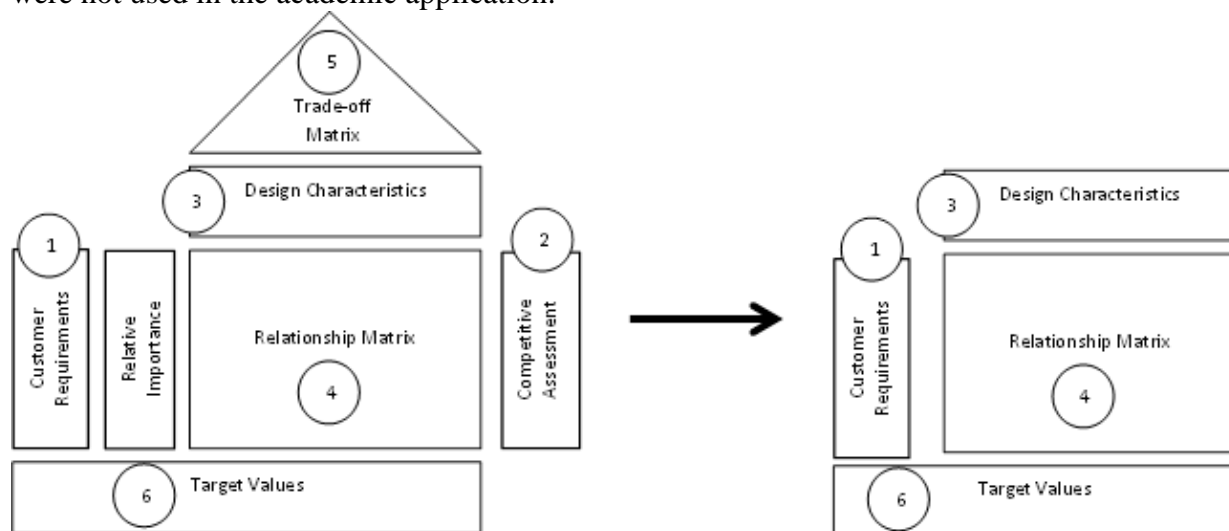 were not used in the academic application.
5
Trade-off
Matrix
3
Design Characteristics
1
Customer
Requirements
Relative
Importance
Relationship Matrix
4
2
Competitive
Assessment
6
Target Values
3
Design Characteristics
1
Customer
Requirements
Relationship Matrix
4
6
Target Values